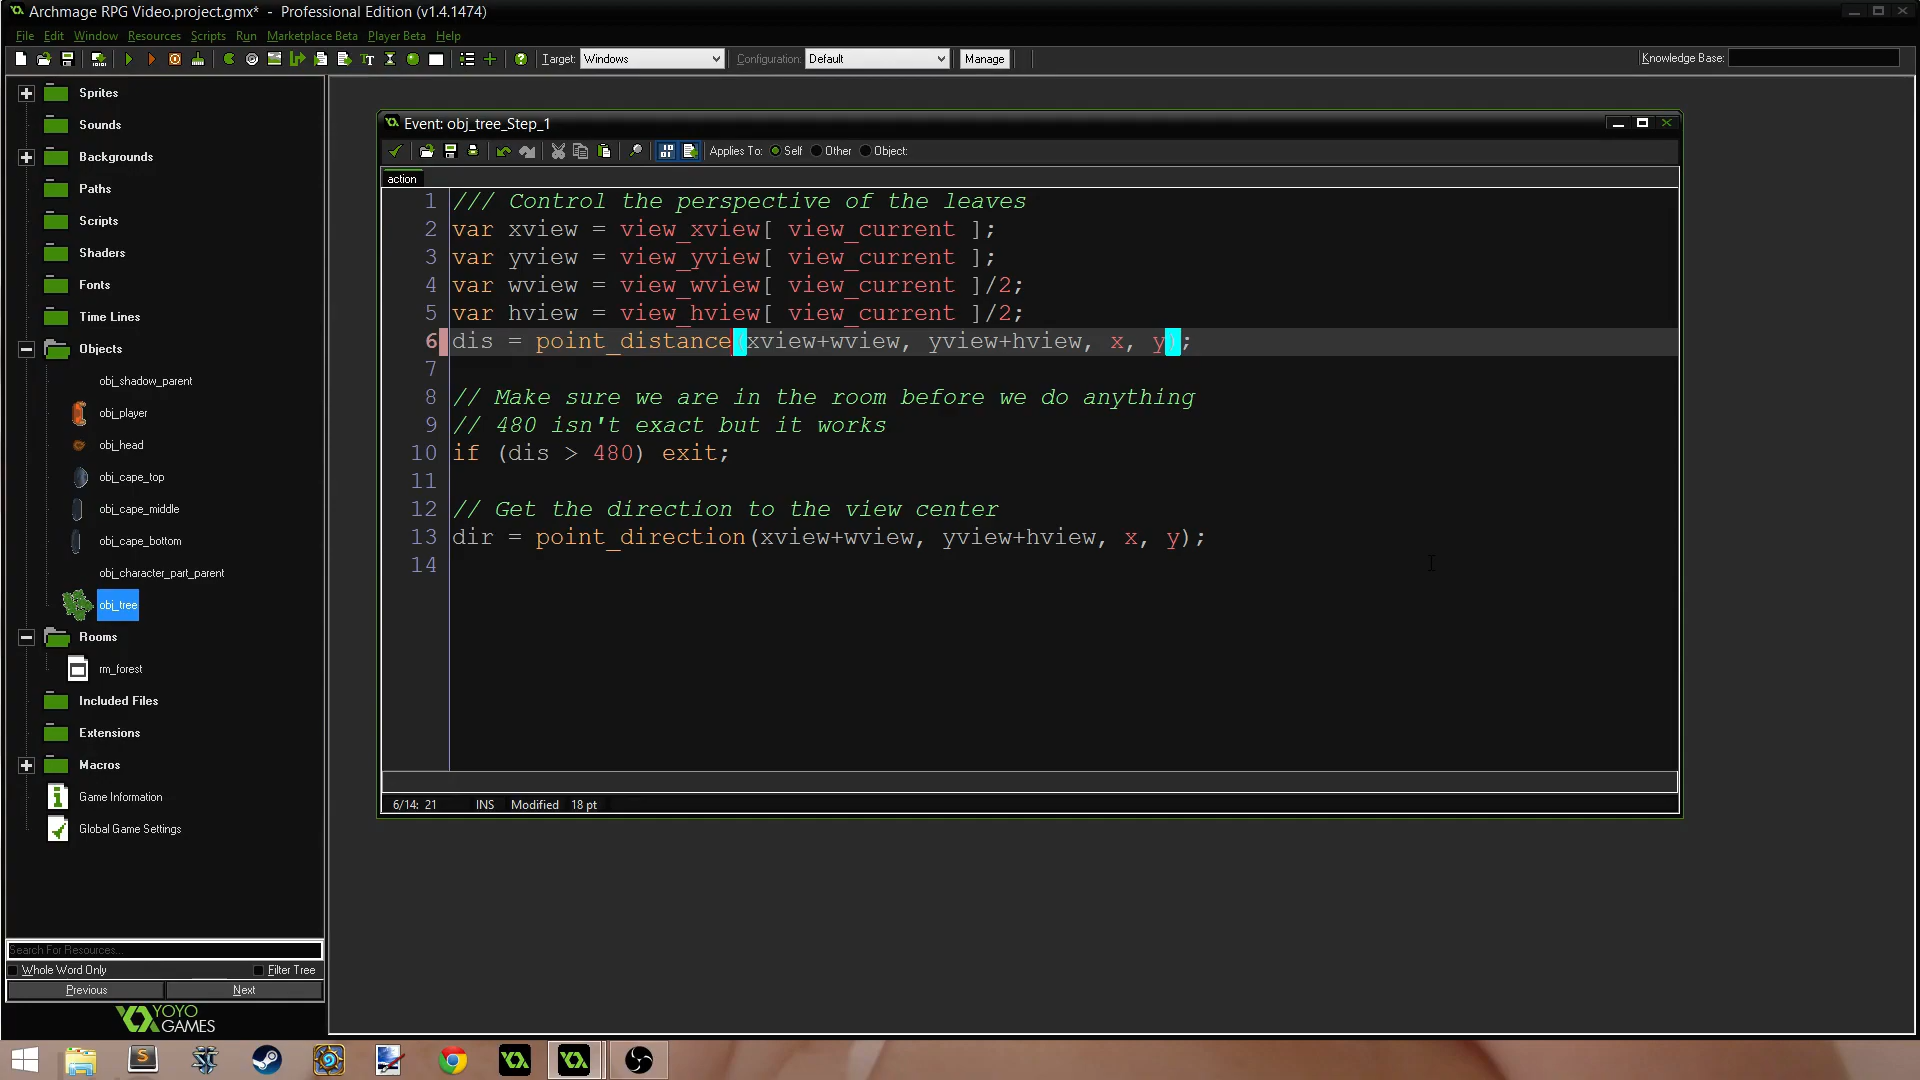 Archmage RPG Video.project.gmx* - Professional Edition (v1.4.1474)
File Edit Window Resources Scripts Run Marketplace Beta Player Beta Help
Target: Windows Configuration: Default Manage Knowledge Base:
Sprites
Sounds
Backgrounds
Paths
Scripts
Shaders
Fonts
Time Lines
Objects
obj_shadow_parent
obj_player
obj_head
obj_cape_top
obj_cape_middle
obj_cape_bottom
obj_character_part_parent
obj_tree
Rooms
rm_forest
Included Files
Extensions
Macros
Game Information
Global Game Settings
Search For Resources...
Whole Word Only Filter Tree
Previous Next
YOYO
GAMES
Event: obj_tree_Step_1
Applies To: Self Other Object:
action
1 /// Control the perspective of the leaves
2 var xview = view_xview[ view_current ];
3 var yview = view_yview[ view_current ];
4 var wview = view_wview[ view_current ]/2;
5 var hview = view_hview[ view_current ]/2;
6 dis = point_distance(xview+wview, yview+hview, x, y);
7
8 // Make sure we are in the room before we do anything
9 // 480 isn't exact but it works
10 if (dis > 480) exit;
11
12 // Get the direction to the view center
13 dir = point_direction(xview+wview, yview+hview, x, y);
14
6/14: 21 INS Modified 18 pt